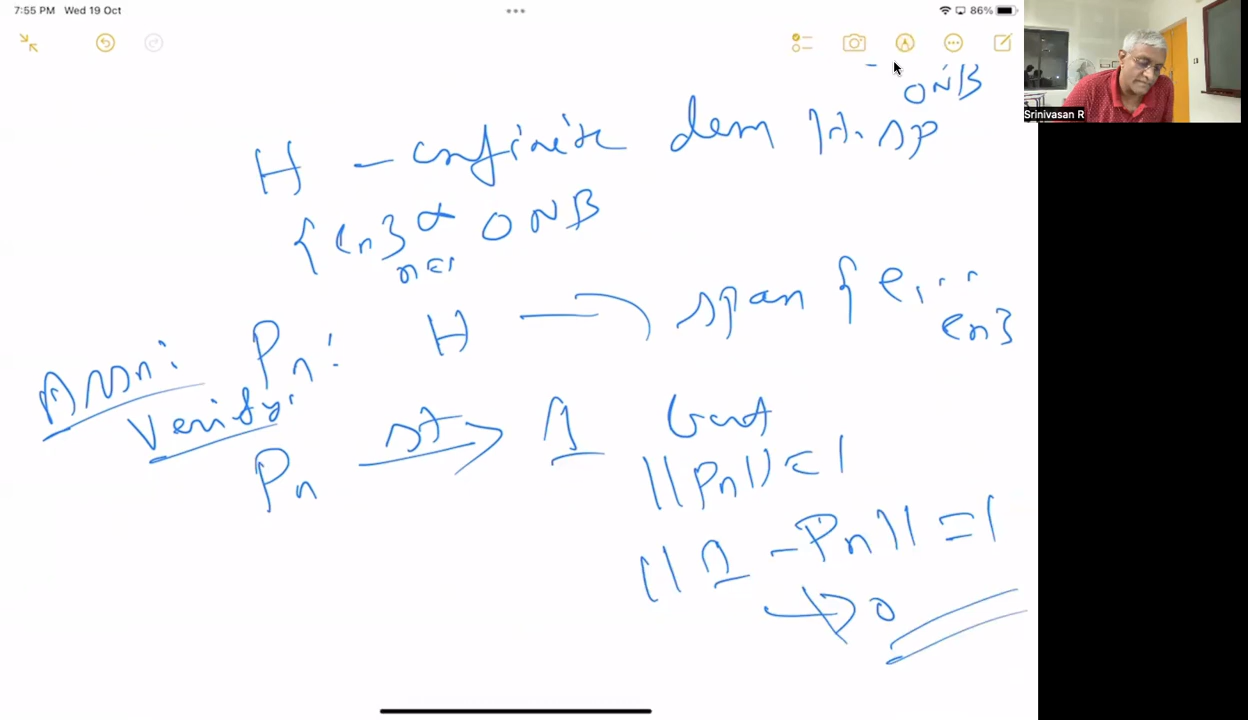 7:55 PM Wed 19 Oct
86%
Srinivasan R
ONB
H - infinite dim H. sp
{en}∝ ONB
n=1
Assn: Pn: H → span {e1...
en}
Verify:
Pn st→ 1 but
||Pn|| = 1
||1 - Pn|| = 1
↛ 0